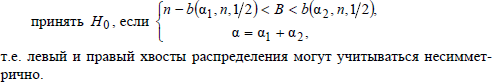 принять H₀, если { n − b(α₁, n, 1/2) < B < b(α₂, n, 1/2),
α = α₁ + α₂,
т.е. левый и правый хвосты распределения могут учитываться несиммет-
рично.